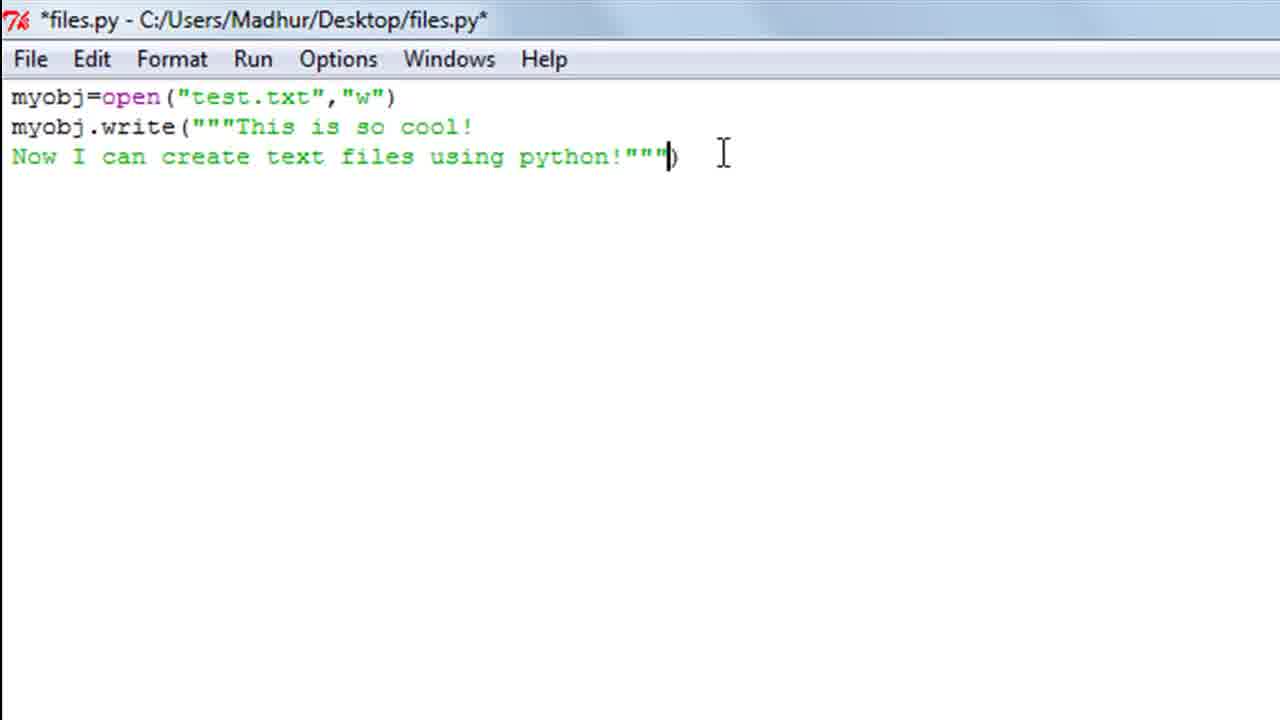 *files.py - C:/Users/Madhur/Desktop/files.py*
File Edit Format Run Options Windows Help
myobj=open("test.txt","w")
myobj.write("""This is so cool!
Now I can create text files using python!""")